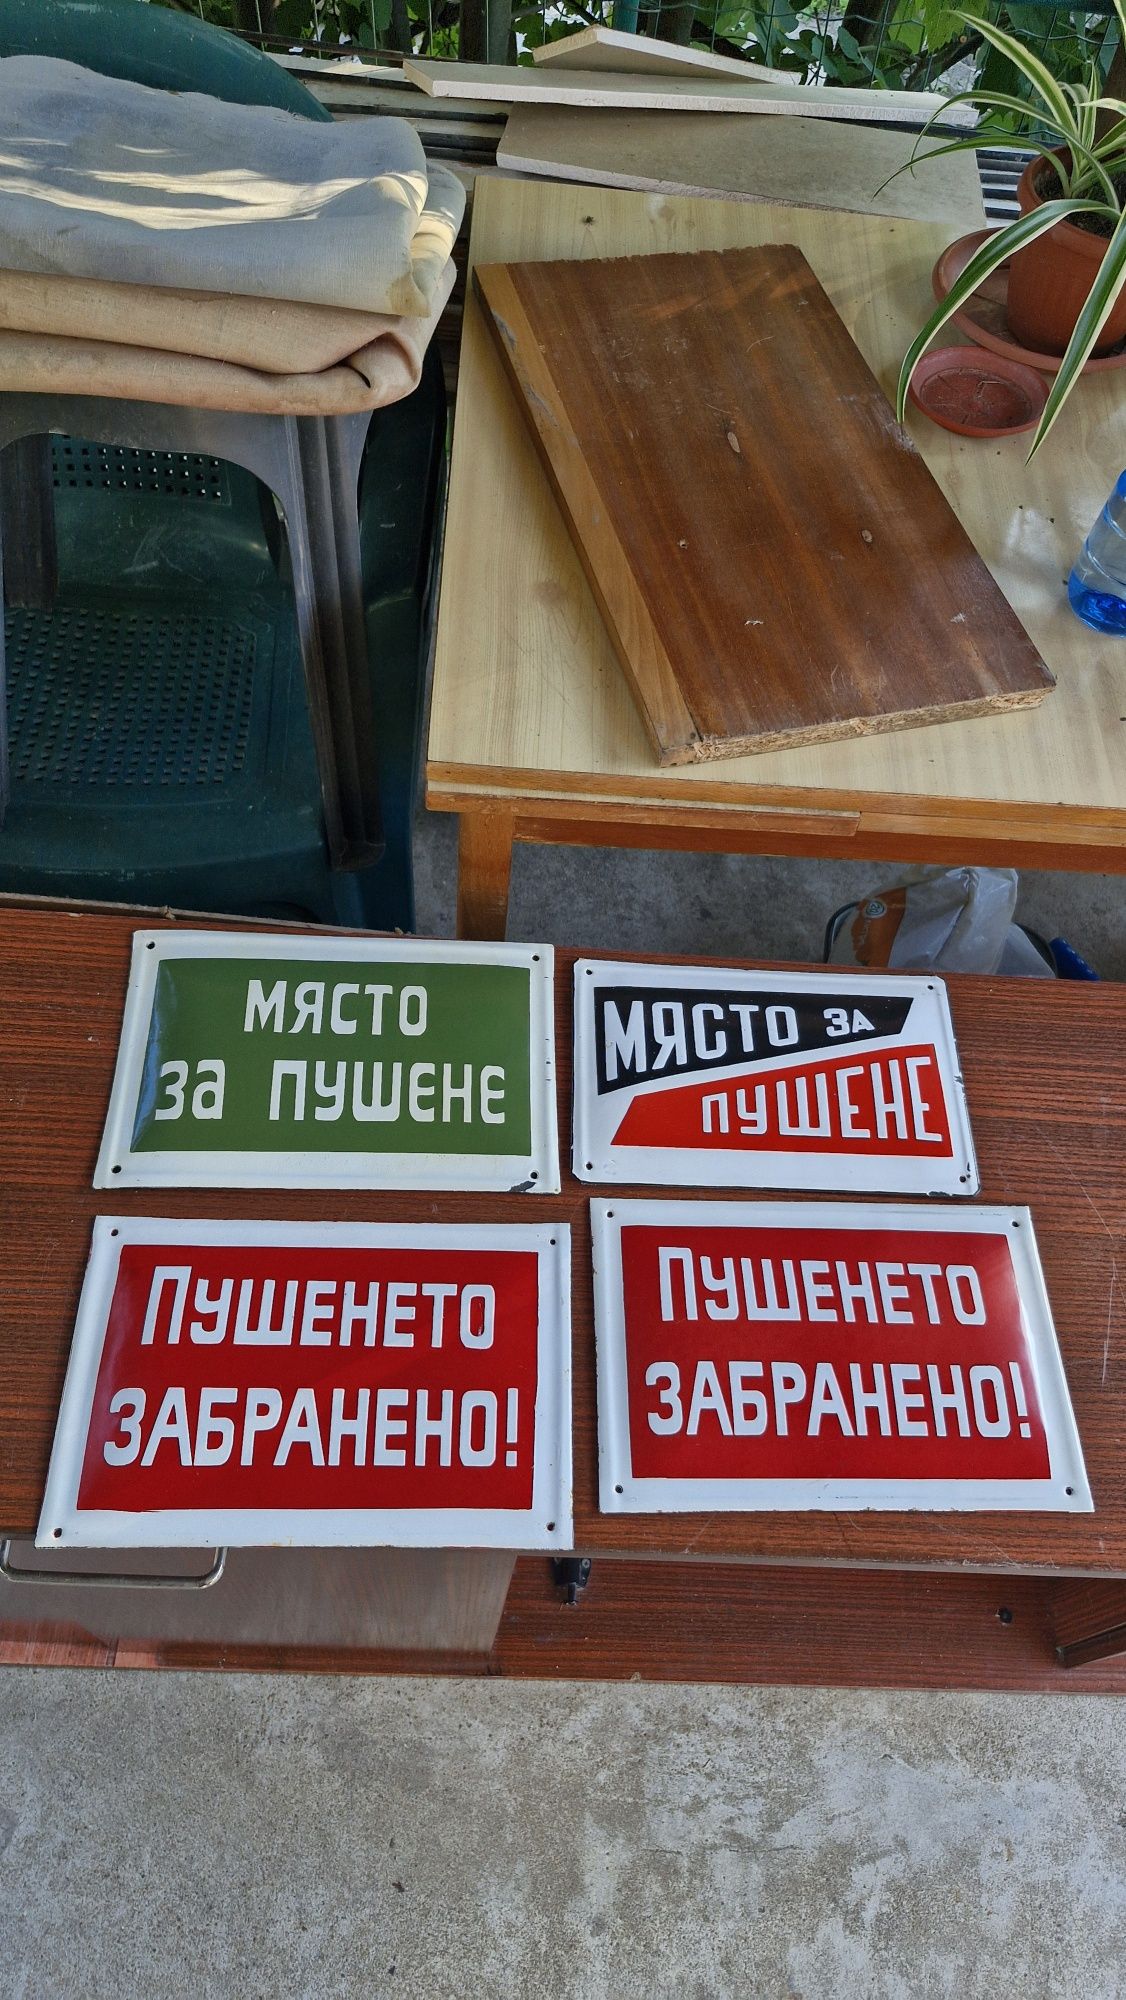 МЯСТО
за пушене
МЯСТО ЗА
ПУШЕНЕ
ПУШЕНЕТО
ЗАБРАНЕНО!
ПУШЕНЕТО
ЗАБРАНЕНО!